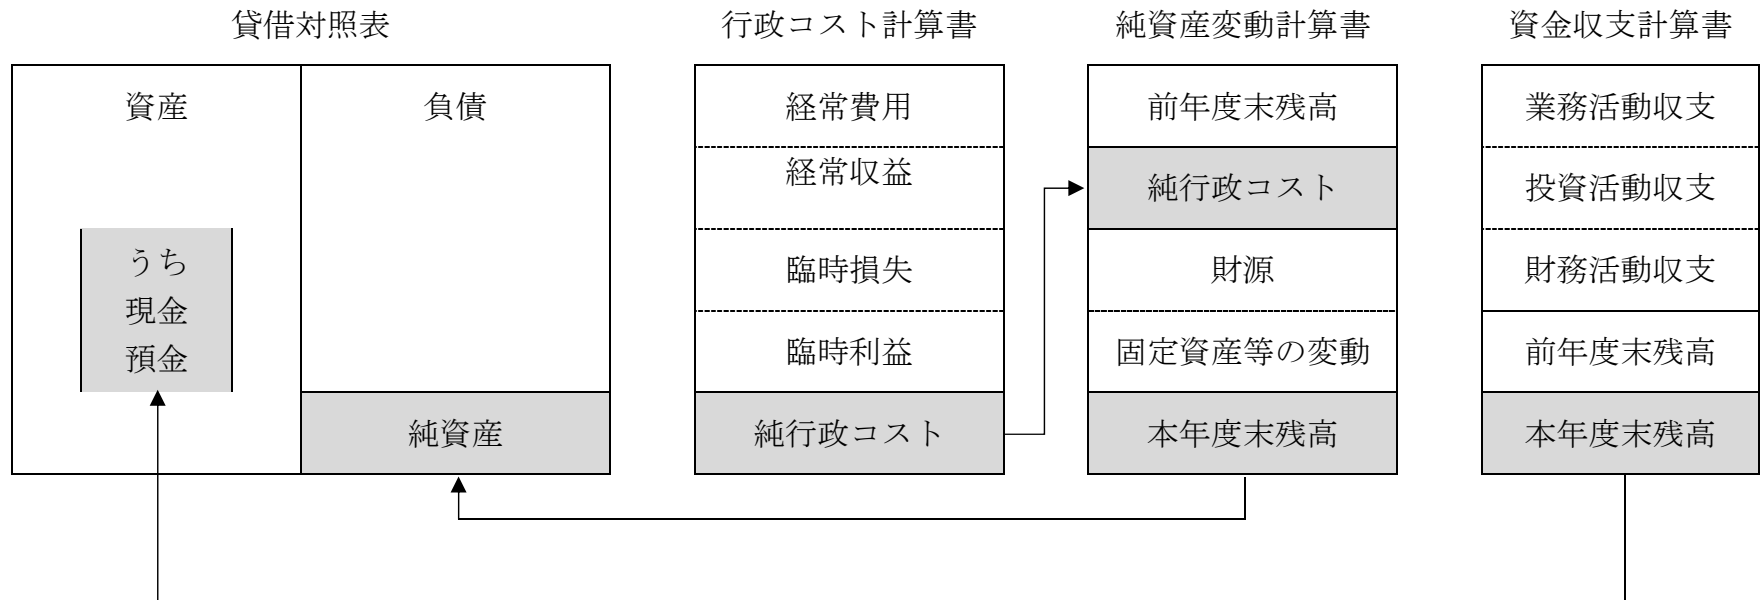 貸借対照表
資産
うち
現金
預金
負債
純資産
行政コスト計算書
経常費用
経常収益
臨時損失
臨時利益
純行政コスト
純資産変動計算書
前年度末残高
純行政コスト
財源
固定資産等の変動
本年度末残高
資金収支計算書
業務活動収支
投資活動収支
財務活動収支
前年度末残高
本年度末残高